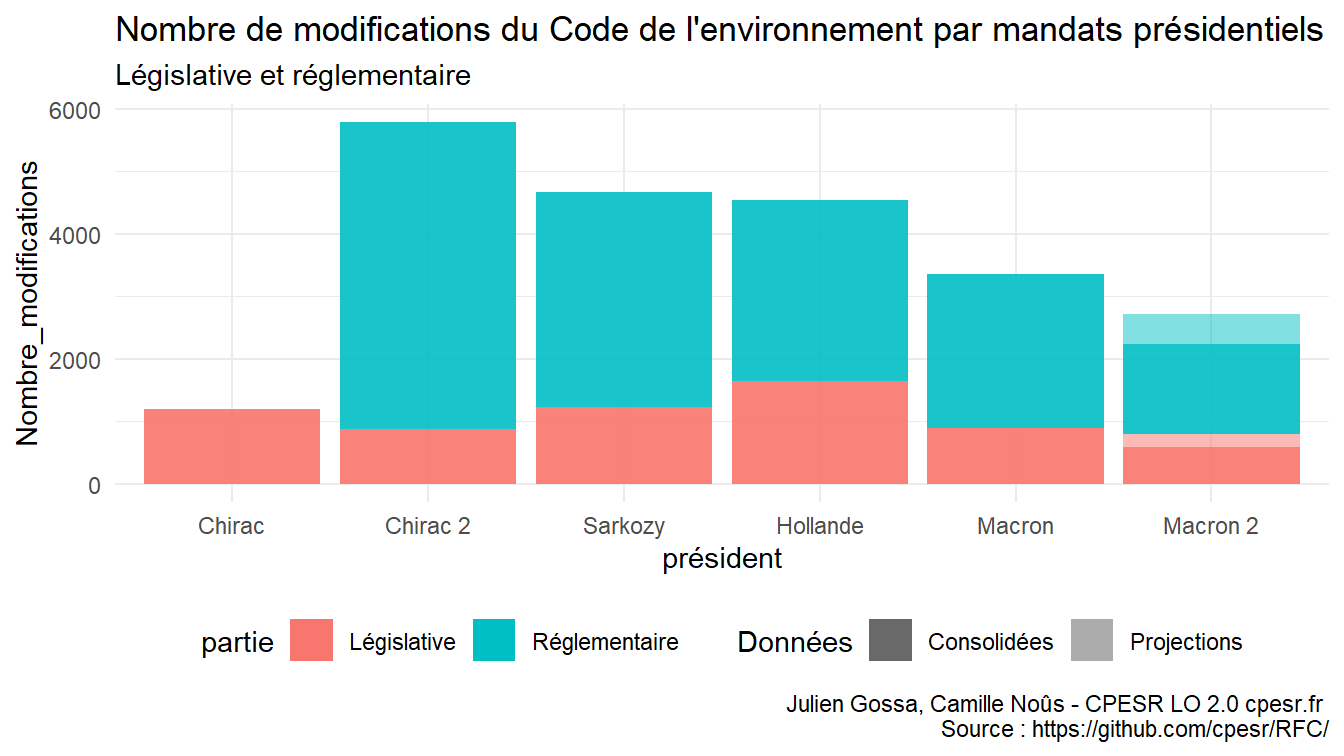 Nombre de modifications du Code de l'environnement par mandats présidentiels
Législative et réglementaire
Nombre_modifications
6000
4000
2000
0
Chirac
Chirac 2
Sarkozy
Hollande
Macron
Macron 2
président
partie
Législative
Réglementaire
Données
Consolidées
Projections
Julien Gossa, Camille Noûs - CPESR LO 2.0 cpesr.fr
Source : https://github.com/cpesr/RFC/